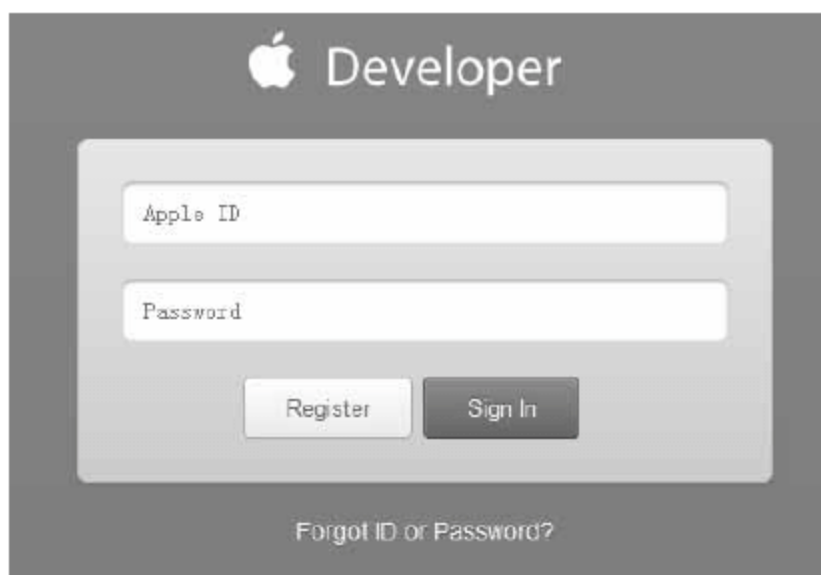 Developer
Apple ID
Password
Register
Sign In
Forgot ID or Password?